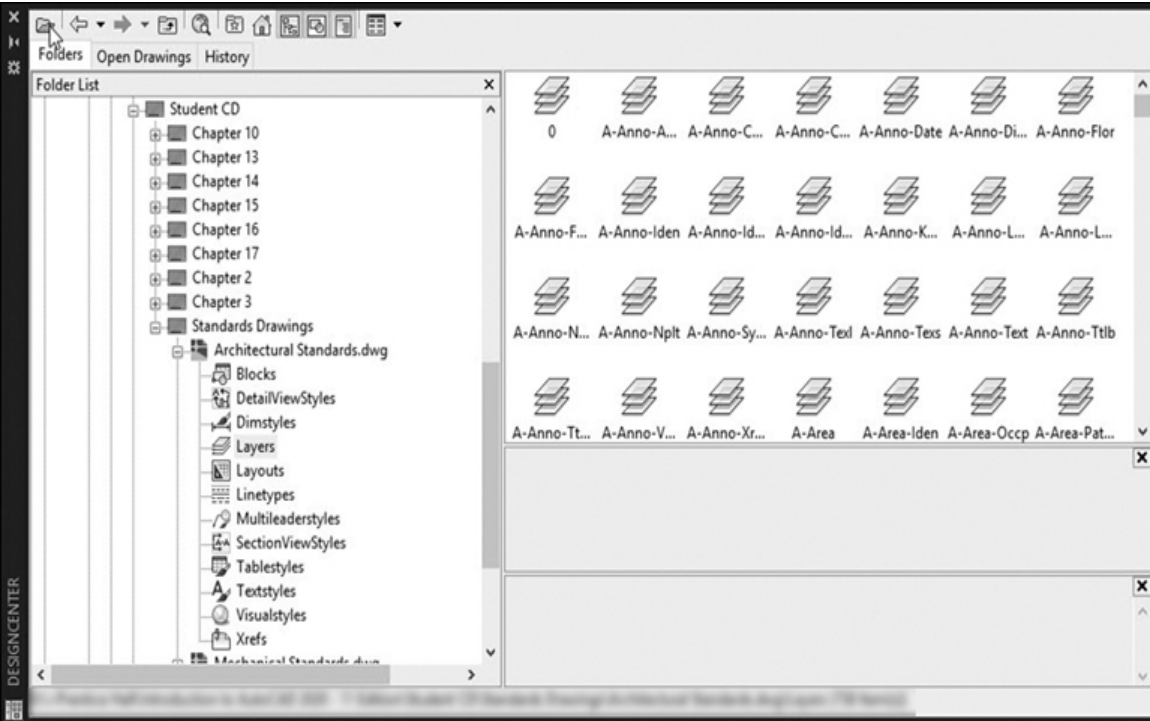 Folders Open Drawings History
Folder List
Student CD
Chapter 10
Chapter 13
Chapter 14
Chapter 15
Chapter 16
Chapter 17
Chapter 2
Chapter 3
Standards Drawings
Architectural Standards.dwg
Blocks
DetailViewStyles
Dimstyles
Layers
Layouts
Linetypes
Multileaderstyles
SectionViewStyles
Tablestyles
Textstyles
Visualstyles
Xrefs
Mechanical Standards.dwg
0 A-Anno-A... A-Anno-C... A-Anno-C... A-Anno-Date A-Anno-Di... A-Anno-Flor
A-Anno-F... A-Anno-Iden A-Anno-Id... A-Anno-Id... A-Anno-K... A-Anno-L... A-Anno-L...
A-Anno-N... A-Anno-Nplt A-Anno-Sy... A-Anno-Texl A-Anno-Texs A-Anno-Text A-Anno-Ttlb
A-Anno-Tt... A-Anno-V... A-Anno-Xr... A-Area A-Area-Iden A-Area-Occp A-Area-Pat...
DESIGNCENTER